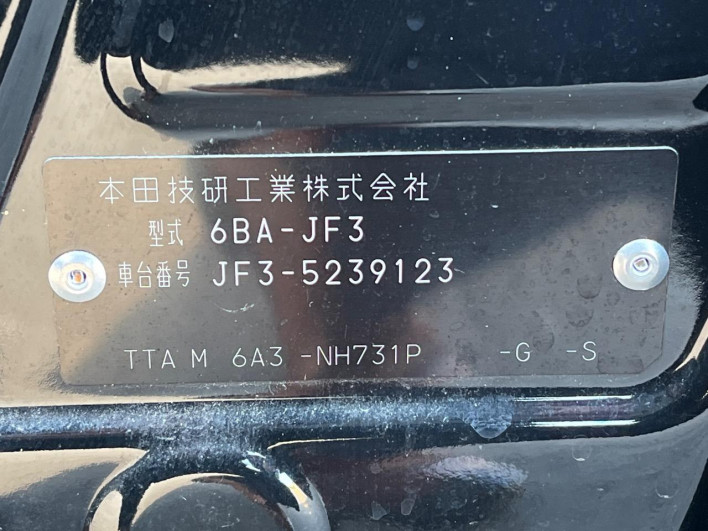 本田技研工業株式会社
型式 6BA-JF3
車台番号 JF3-5239123
TTA M 6A3 -NH731P -G -S